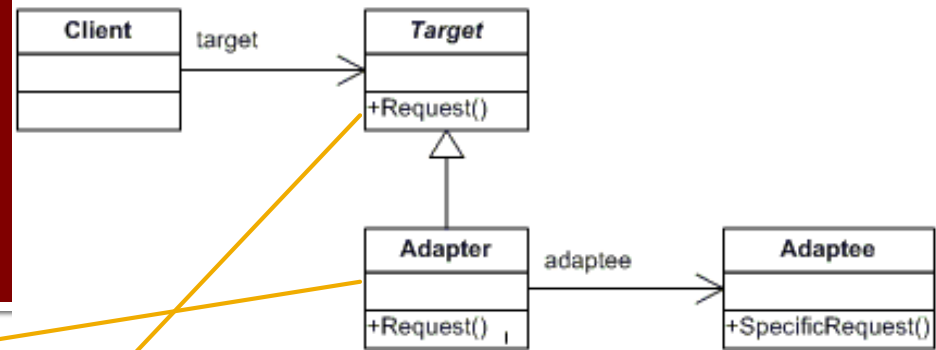 Client
target
Target
+Request()
Adapter
adaptee
Adaptee
+Request()
+SpecificRequest()